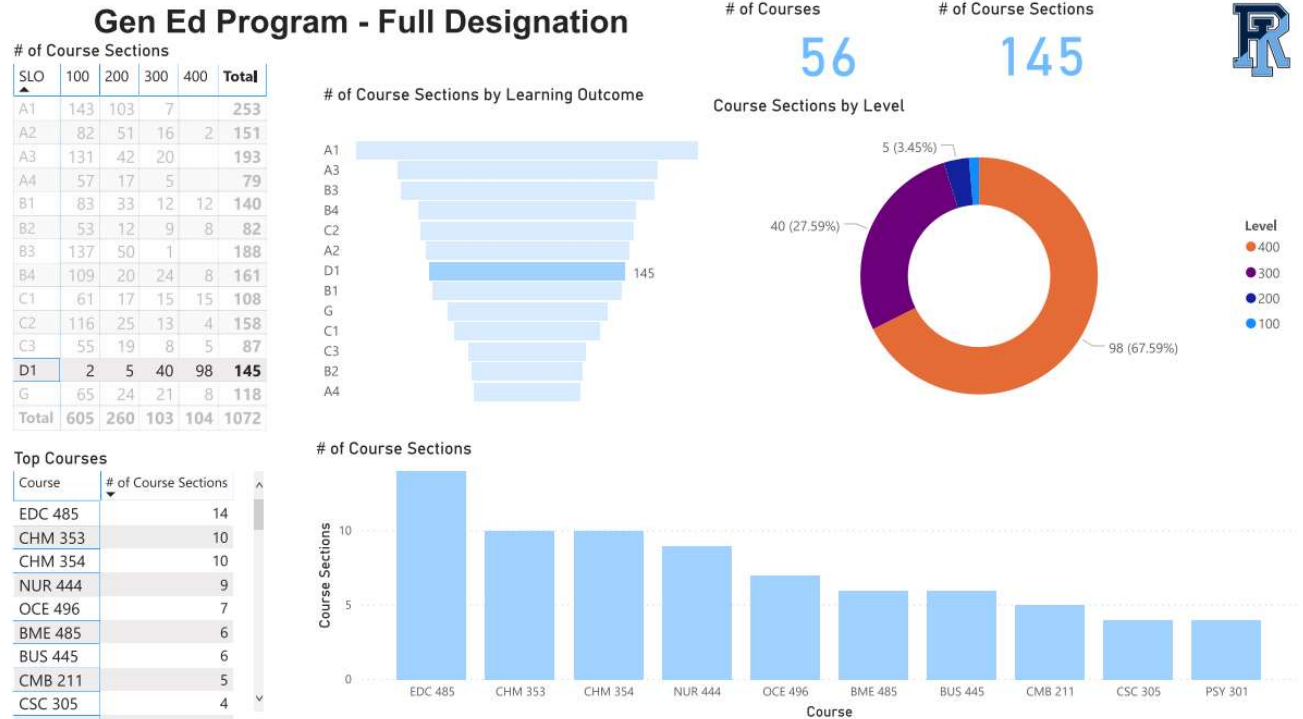 Gen Ed Program - Full Designation
# of Courses
56
# of Course Sections
145
# of Course Sections
SLO 100 200 300 400 Total
A1 143 103 7 253
A2 82 51 16 2 151
A3 131 42 20 193
A4 57 17 5 79
B1 83 33 12 12 140
B2 53 12 9 8 82
B3 137 50 1 188
B4 109 20 24 8 161
C1 61 17 15 15 108
C2 116 25 13 4 158
C3 55 19 8 5 87
D1 2 5 40 98 145
G 65 24 21 8 118
Total 605 260 103 104 1072
# of Course Sections by Learning Outcome
A1
A3
B3
B4
C2
A2
D1 145
B1
G
C1
C3
B2
A4
Course Sections by Level
5 (3.45%)
40 (27.59%)
98 (67.59%)
Level
400
300
200
100
Top Courses
Course # of Course Sections
EDC 485 14
CHM 353 10
CHM 354 10
NUR 444 9
OCE 496 7
BME 485 6
BUS 445 6
CMB 211 5
CSC 305 4
# of Course Sections
Course Sections
10
5
0
EDC 485 CHM 353 CHM 354 NUR 444 OCE 496 BME 485 BUS 445 CMB 211 CSC 305 PSY 301
Course